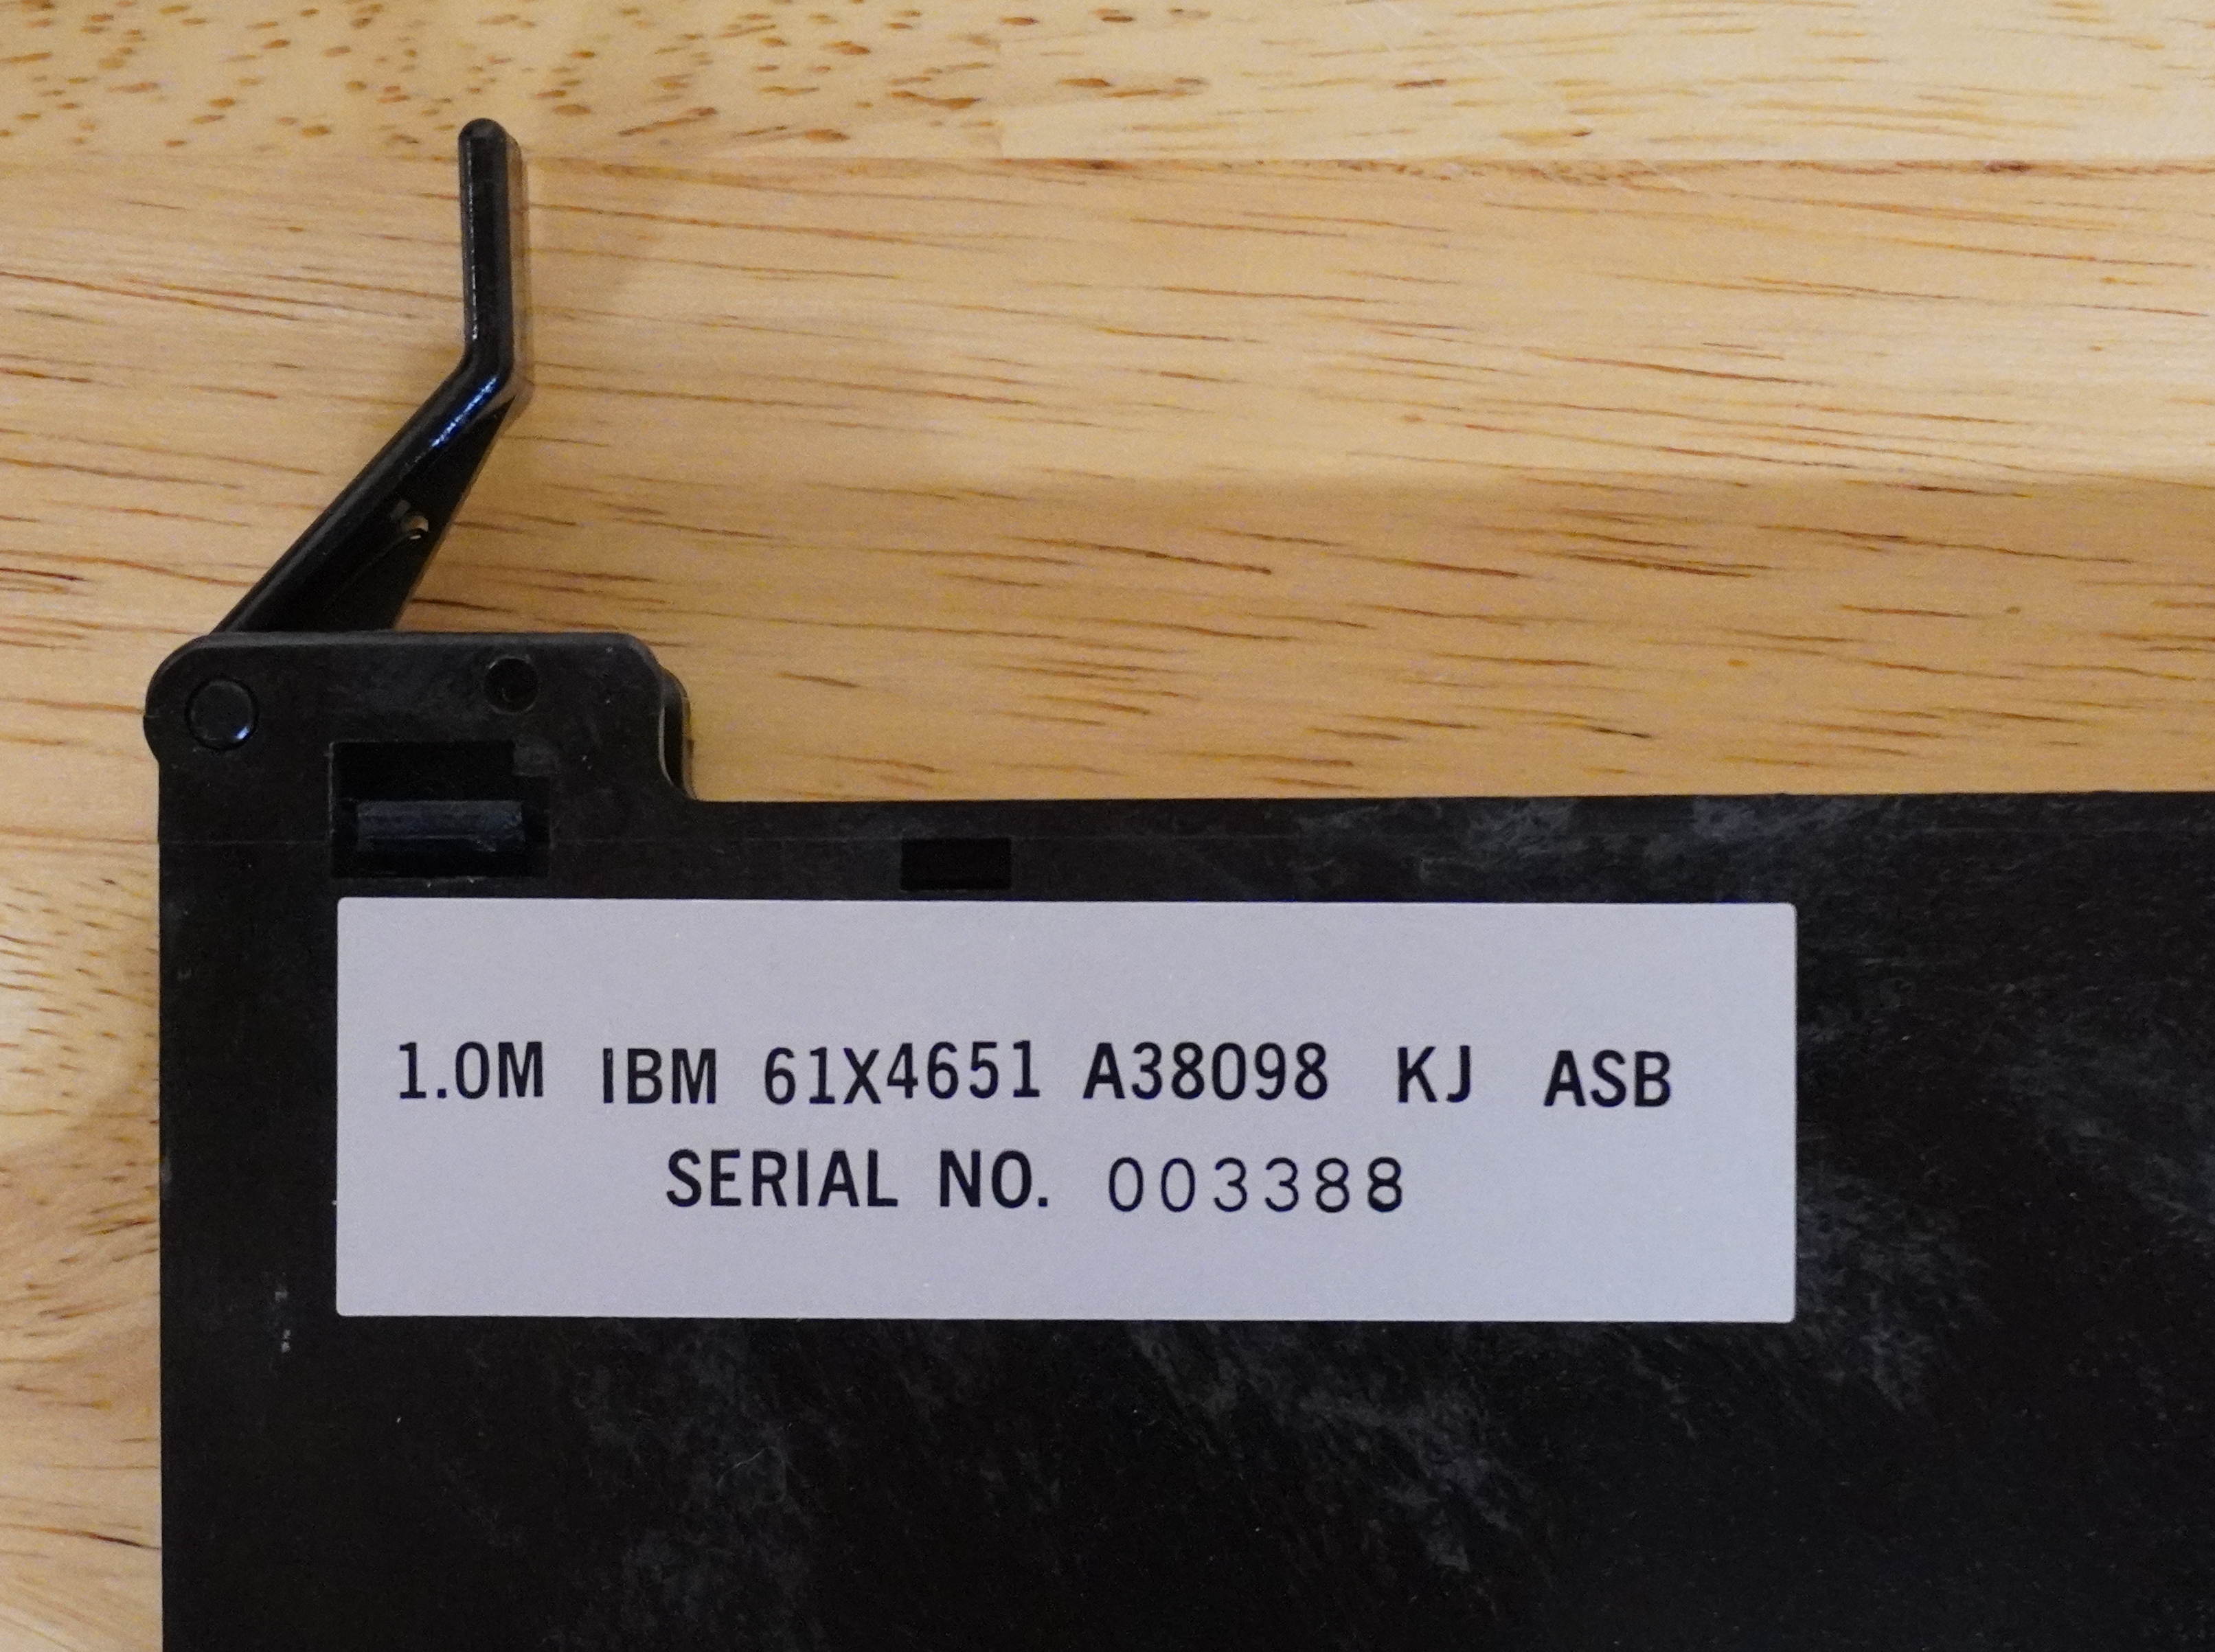 1.0M IBM 61X4651 A38098 KJ ASB
SERIAL NO. 003388